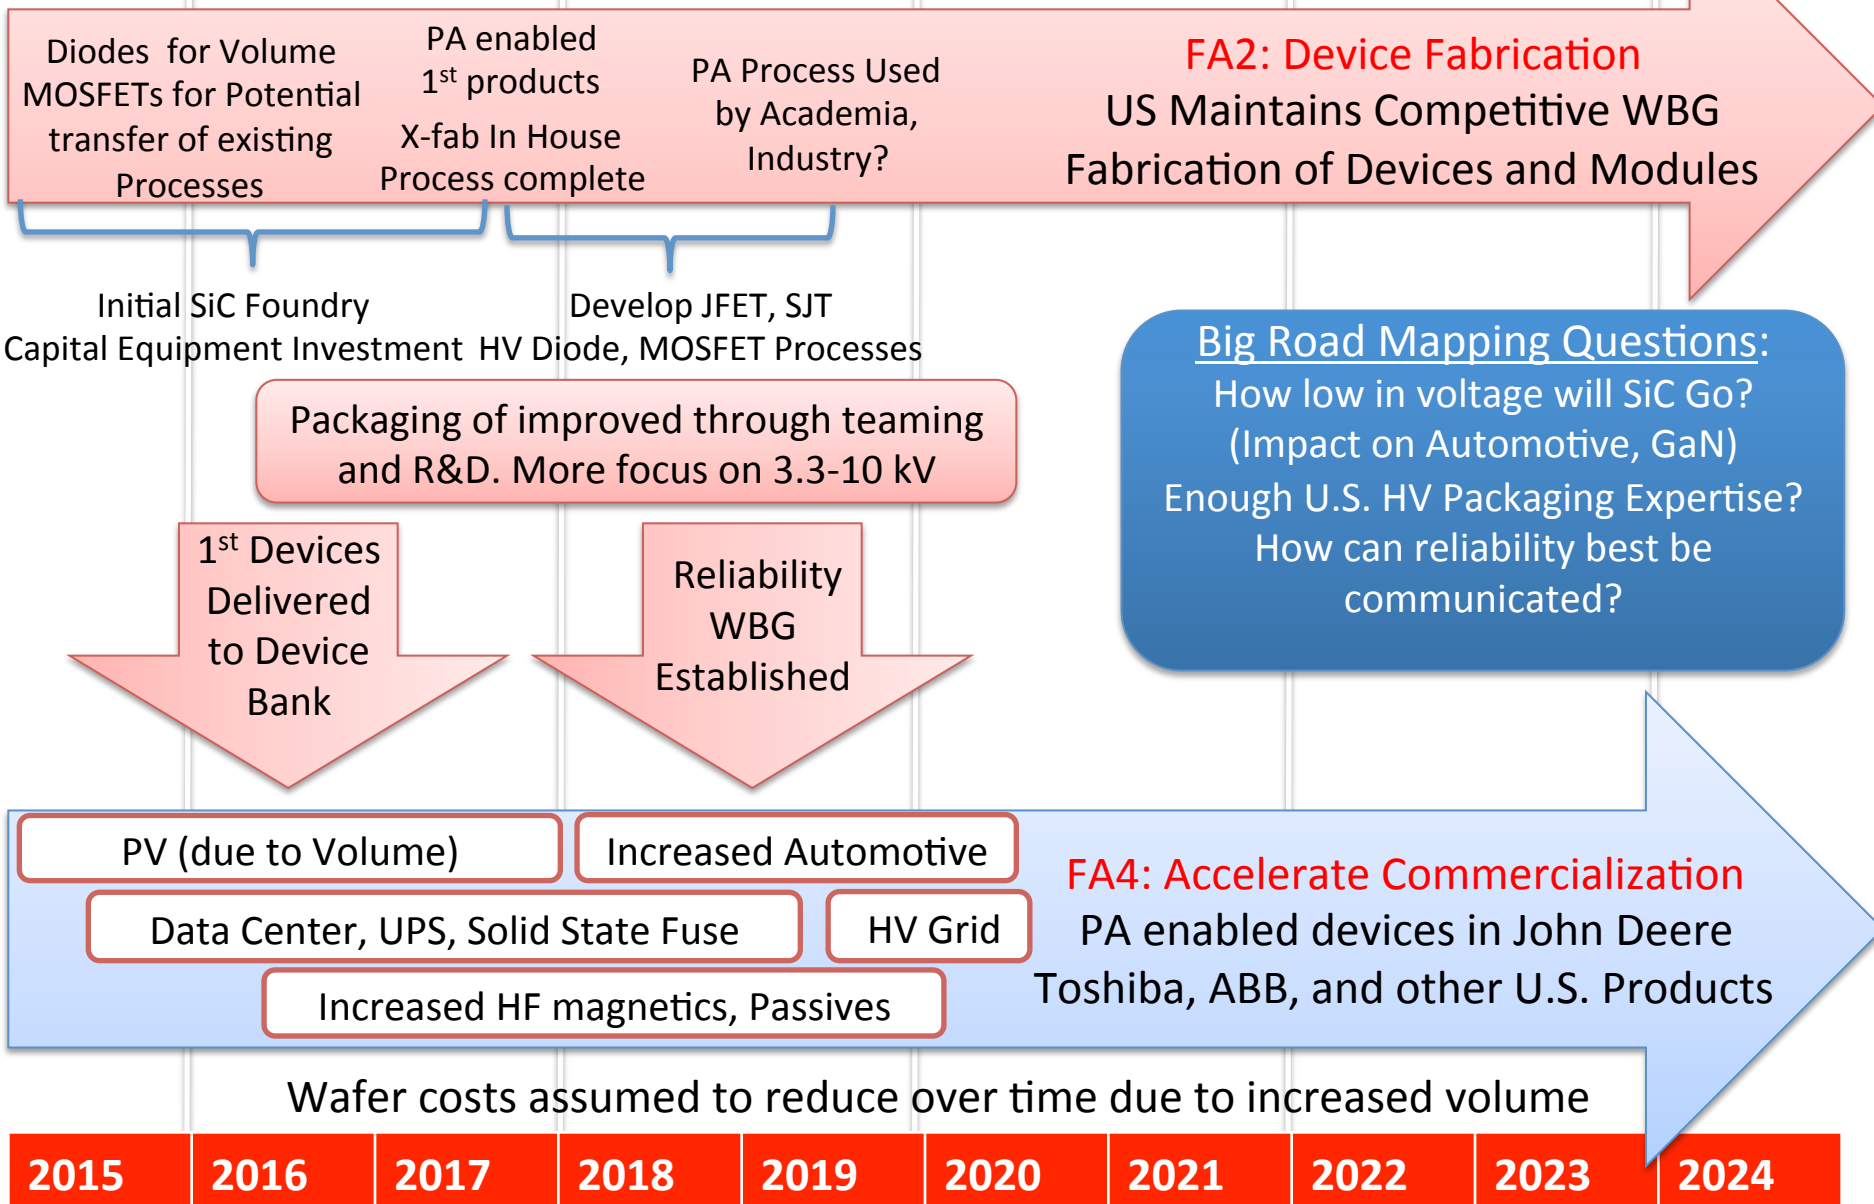 Diodes for Volume
MOSFETs for Potential
transfer of existing
Processes
PA enabled
1st products
X-fab In House
Process complete
PA Process Used
by Academia,
Industry?
FA2: Device Fabrication
US Maintains Competitive WBG
Fabrication of Devices and Modules
Initial SiC Foundry
Capital Equipment Investment
Develop JFET, SJT
HV Diode, MOSFET Processes
Packaging of improved through teaming
and R&D. More focus on 3.3-10 kV
Big Road Mapping Questions:
How low in voltage will SiC Go?
(Impact on Automotive, GaN)
Enough U.S. HV Packaging Expertise?
How can reliability best be
communicated?
1st Devices
Delivered
to Device
Bank
Reliability
WBG
Established
PV (due to Volume)
Increased Automotive
Data Center, UPS, Solid State Fuse
HV Grid
Increased HF magnetics, Passives
FA4: Accelerate Commercialization
PA enabled devices in John Deere
Toshiba, ABB, and other U.S. Products
Wafer costs assumed to reduce over time due to increased volume
2015 2016 2017 2018 2019 2020 2021 2022 2023 2024